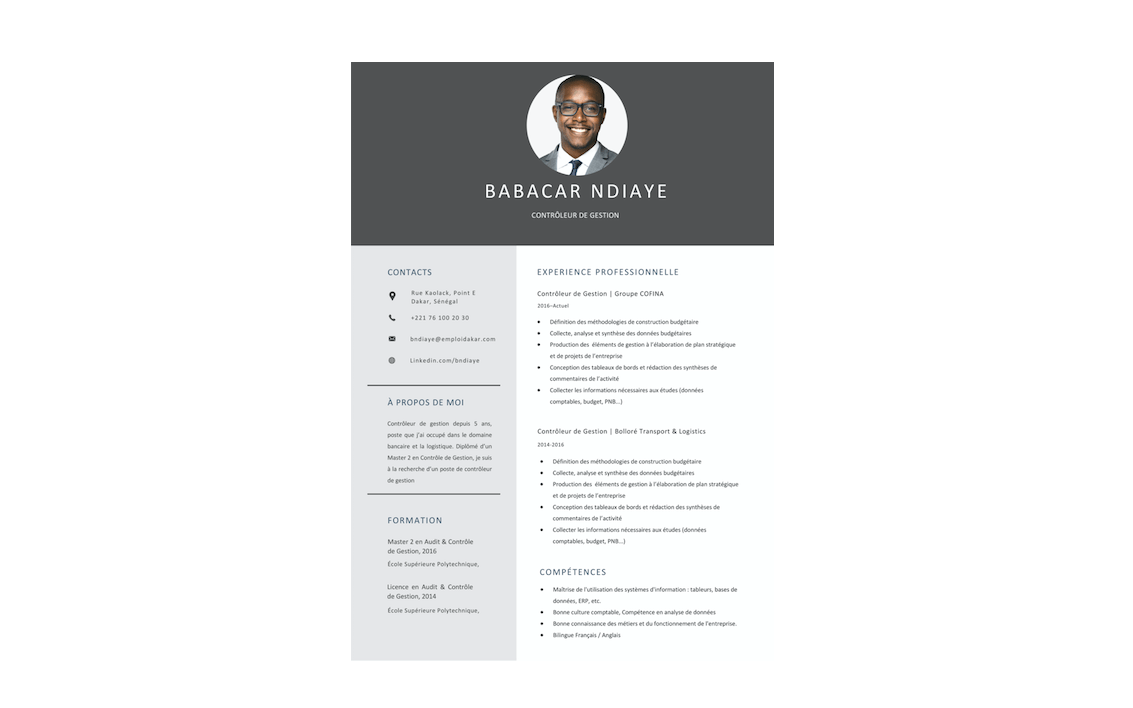 BABACAR NDIAYE
CONTRÔLEUR DE GESTION
CONTACTS
Rue Kaolack, Point E
Dakar, Sénégal
+221 76 100 20 30
bndiaye@emploidakar.com
Linkedin.com/bndiaye
À PROPOS DE MOI
Contrôleur de gestion depuis 5 ans,
poste que j'ai occupé dans le domaine
bancaire et la logistique. Diplômé d'un
Master 2 en Contrôle de Gestion, je suis
à la recherche d'un poste de contrôleur
de gestion
FORMATION
Master 2 en Audit & Contrôle
de Gestion, 2016
École Supérieure Polytechnique,
Licence en Audit & Contrôle
de Gestion, 2014
École Supérieure Polytechnique,
EXPERIENCE PROFESSIONNELLE
Contrôleur de Gestion | Groupe COFINA
2016–Actuel
• Définition des méthodologies de construction budgétaire
• Collecte, analyse et synthèse des données budgétaires
• Production des éléments de gestion à l'élaboration de plan stratégique
et de projets de l'entreprise
• Conception des tableaux de bords et rédaction des synthèses de
commentaires de l'activité
• Collecter les informations nécessaires aux études (données
comptables, budget, PNB...)
Contrôleur de Gestion | Bolloré Transport & Logistics
2014-2016
• Définition des méthodologies de construction budgétaire
• Collecte, analyse et synthèse des données budgétaires
• Production des éléments de gestion à l'élaboration de plan stratégique
et de projets de l'entreprise
• Conception des tableaux de bords et rédaction des synthèses de
commentaires de l'activité
• Collecter les informations nécessaires aux études (données
comptables, budget, PNB...)
COMPÉTENCES
• Maîtrise de l'utilisation des systèmes d'information : tableurs, bases de
données, ERP, etc.
• Bonne culture comptable, Compétence en analyse de données
• Bonne connaissance des métiers et du fonctionnement de l'entreprise.
• Bilingue Français / Anglais